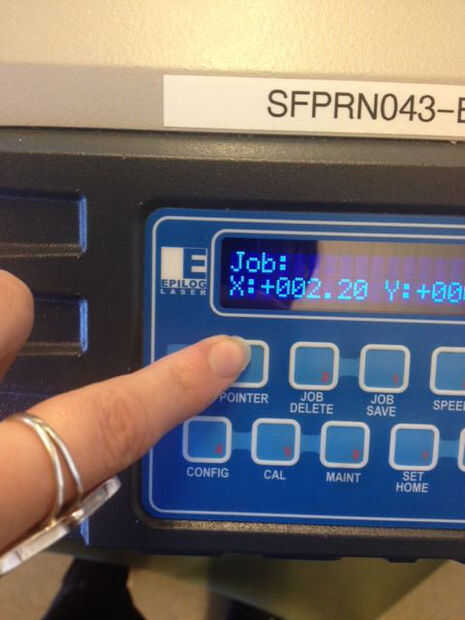 SFPRN043-E
EPILOG
LASER
Job:
X:+002.20 Y:+00
POINTER
JOB DELETE
JOB SAVE
SPEE
CONFIG
CAL
MAINT
SET HOME